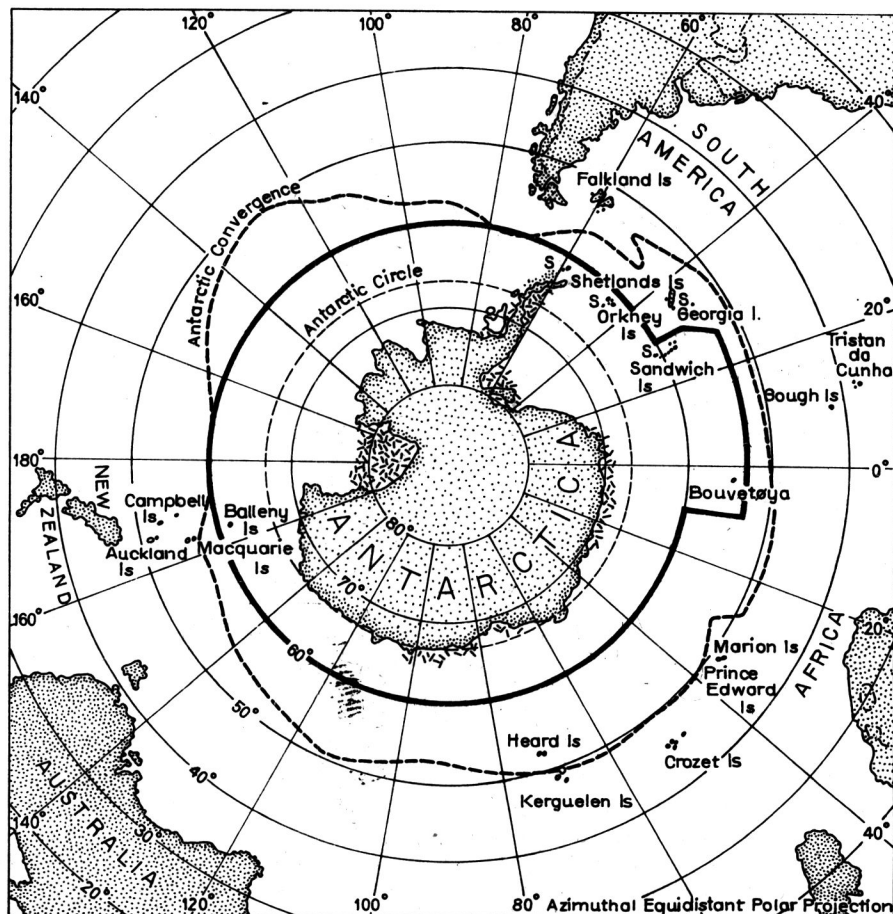 120°
100°
80°
60°
140°
40°
SOUTH
AMERICA
Falkland Is
Antarctic Convergence
160°
Antarctic Circle
S
Shetlands Is
S.
Orkney
Is
S.
Georgia I.
20°
S.
Sandwich
Is
Tristan
da
Cunha
Gough Is
180°
0°
NEW
ZEALAND
Campbell
Is
Auckland
Is
Balleny
Is
Macquarie
Is
Bouvetøya
ANTARCTICA
80°
70°
60°
50°
40°
30°
20°
160°
20°
AFRICA
Marion Is
Prince
Edward
Is
Heard Is
Kerguelen Is
Crozet Is
AUSTRALIA
140°
40°
120°
100°
80°
60°
Azimuthal Equidistant Polar Projection